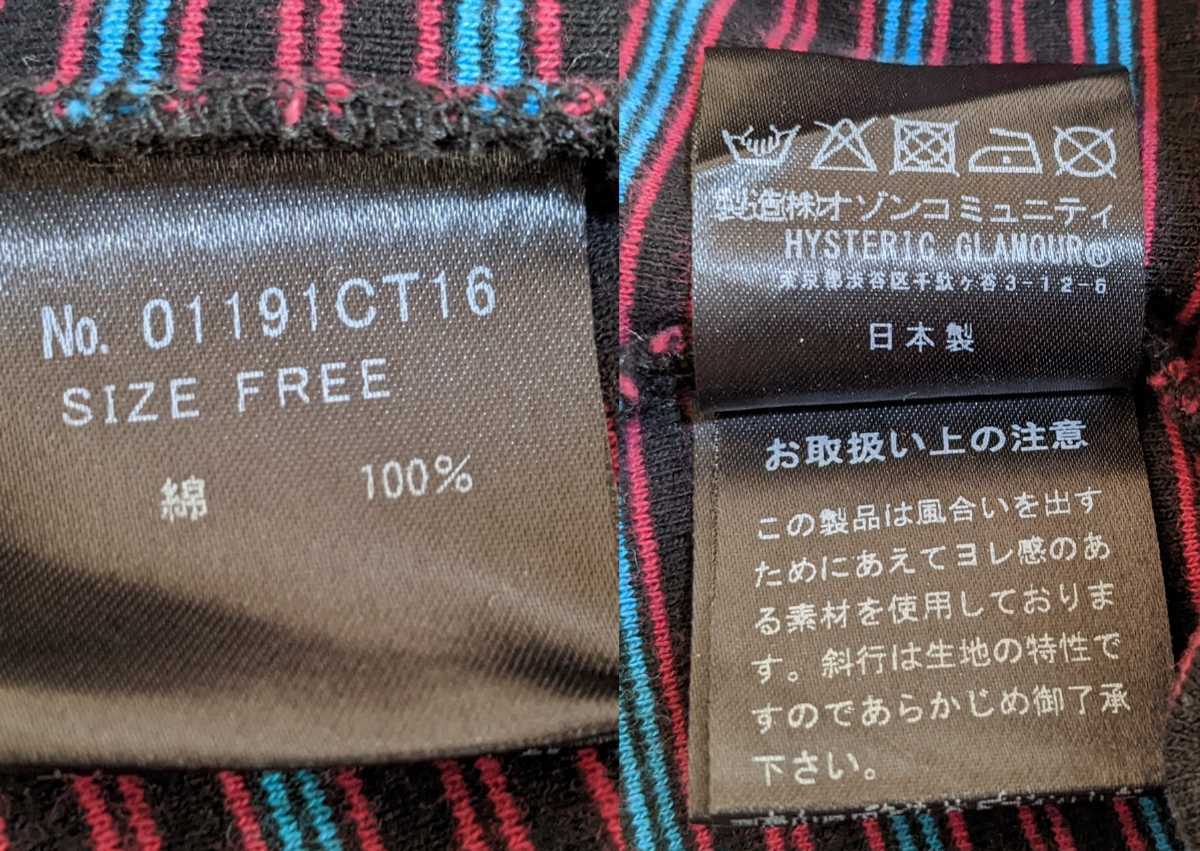 No. 01191CT16
SIZE FREE
綿 100%
製造(株)オゾンコミュニティ
HYSTERIC GLAMOUR®
東京都渋谷区千駄ヶ谷3-12-6
日本製
お取扱い上の注意
この製品は風合いを出す
ためにあえてヨレ感のあ
る素材を使用しておりま
す。斜行は生地の特性で
すのであらかじめ御了承
下さい。